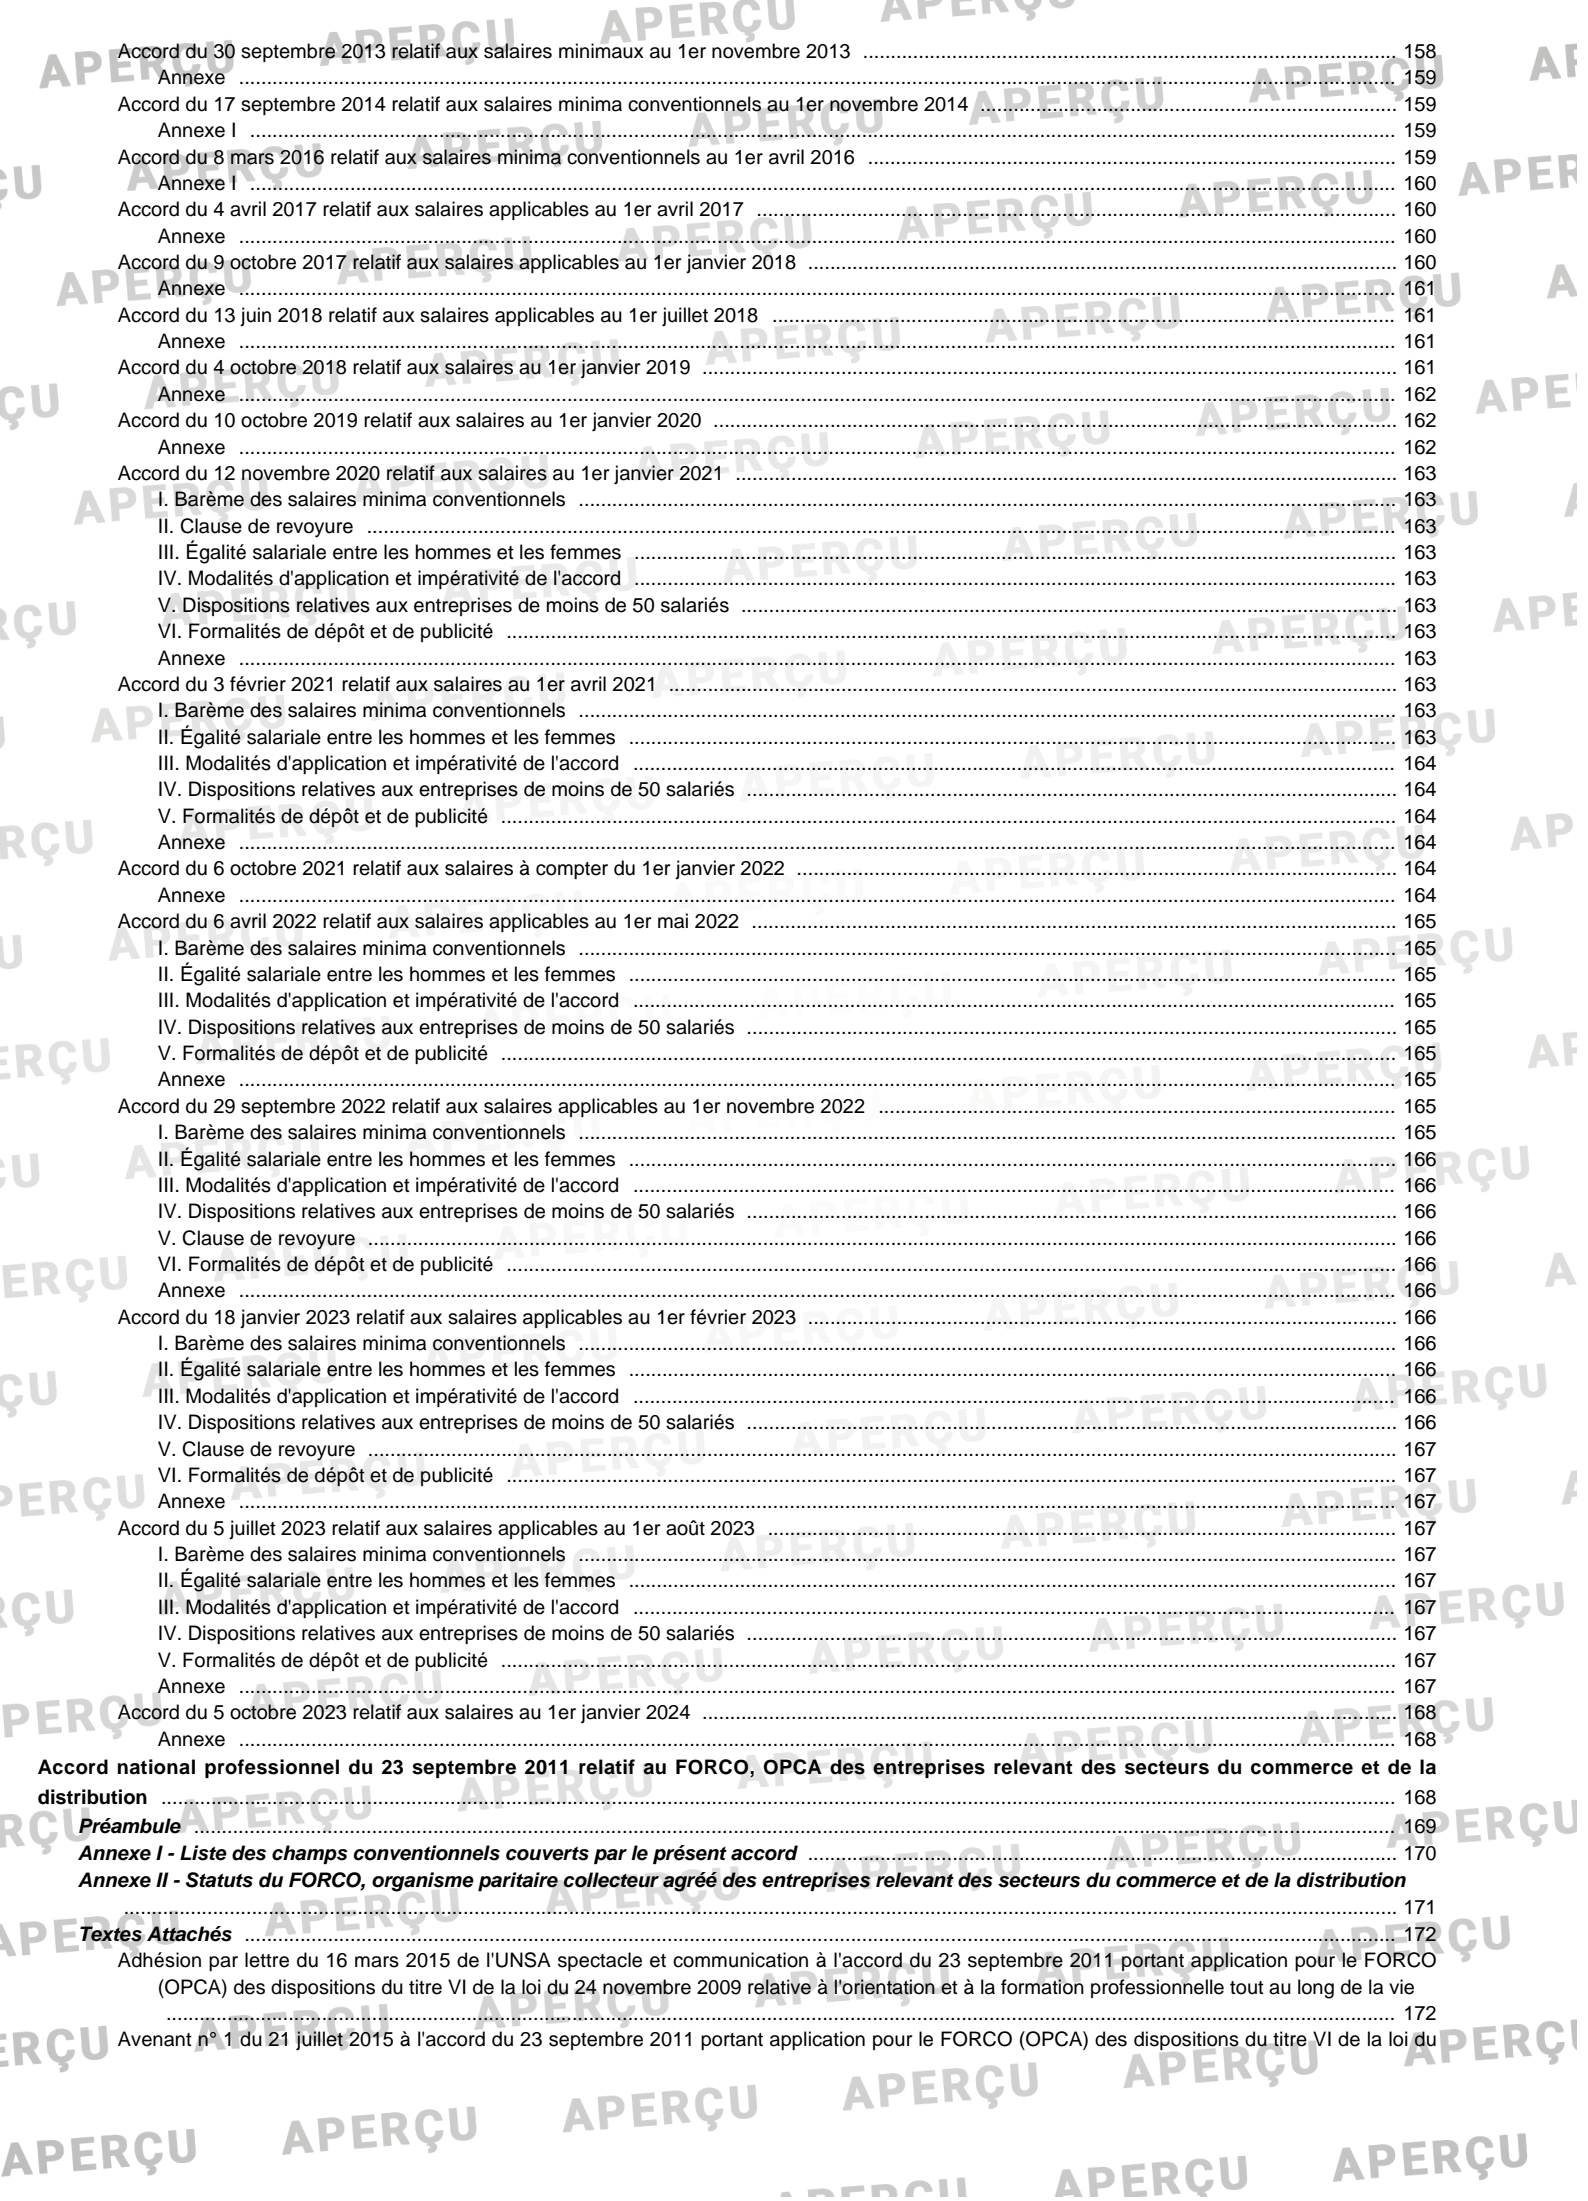 Accord du 30 septembre 2013 relatif aux salaires minimaux au 1er novembre 2013 ........ 158
Annexe ........ 159
Accord du 17 septembre 2014 relatif aux salaires minima conventionnels au 1er novembre 2014 ........ 159
Annexe I ........ 159
Accord du 8 mars 2016 relatif aux salaires minima conventionnels au 1er avril 2016 ........ 159
Annexe I ........ 160
Accord du 4 avril 2017 relatif aux salaires applicables au 1er avril 2017 ........ 160
Annexe ........ 160
Accord du 9 octobre 2017 relatif aux salaires applicables au 1er janvier 2018 ........ 160
Annexe ........ 161
Accord du 13 juin 2018 relatif aux salaires applicables au 1er juillet 2018 ........ 161
Annexe ........ 161
Accord du 4 octobre 2018 relatif aux salaires au 1er janvier 2019 ........ 161
Annexe ........ 162
Accord du 10 octobre 2019 relatif aux salaires au 1er janvier 2020 ........ 162
Annexe ........ 162
Accord du 12 novembre 2020 relatif aux salaires au 1er janvier 2021 ........ 163
I. Barème des salaires minima conventionnels ........ 163
II. Clause de revoyure ........ 163
III. Égalité salariale entre les hommes et les femmes ........ 163
IV. Modalités d'application et impérativité de l'accord ........ 163
V. Dispositions relatives aux entreprises de moins de 50 salariés ........ 163
VI. Formalités de dépôt et de publicité ........ 163
Annexe ........ 163
Accord du 3 février 2021 relatif aux salaires au 1er avril 2021 ........ 163
I. Barème des salaires minima conventionnels ........ 163
II. Égalité salariale entre les hommes et les femmes ........ 163
III. Modalités d'application et impérativité de l'accord ........ 164
IV. Dispositions relatives aux entreprises de moins de 50 salariés ........ 164
V. Formalités de dépôt et de publicité ........ 164
Annexe ........ 164
Accord du 6 octobre 2021 relatif aux salaires à compter du 1er janvier 2022 ........ 164
Annexe ........ 164
Accord du 6 avril 2022 relatif aux salaires applicables au 1er mai 2022 ........ 165
I. Barème des salaires minima conventionnels ........ 165
II. Égalité salariale entre les hommes et les femmes ........ 165
III. Modalités d'application et impérativité de l'accord ........ 165
IV. Dispositions relatives aux entreprises de moins de 50 salariés ........ 165
V. Formalités de dépôt et de publicité ........ 165
Annexe ........ 165
Accord du 29 septembre 2022 relatif aux salaires applicables au 1er novembre 2022 ........ 165
I. Barème des salaires minima conventionnels ........ 165
II. Égalité salariale entre les hommes et les femmes ........ 166
III. Modalités d'application et impérativité de l'accord ........ 166
IV. Dispositions relatives aux entreprises de moins de 50 salariés ........ 166
V. Clause de revoyure ........ 166
VI. Formalités de dépôt et de publicité ........ 166
Annexe ........ 166
Accord du 18 janvier 2023 relatif aux salaires applicables au 1er février 2023 ........ 166
I. Barème des salaires minima conventionnels ........ 166
II. Égalité salariale entre les hommes et les femmes ........ 166
III. Modalités d'application et impérativité de l'accord ........ 166
IV. Dispositions relatives aux entreprises de moins de 50 salariés ........ 166
V. Clause de revoyure ........ 167
VI. Formalités de dépôt et de publicité ........ 167
Annexe ........ 167
Accord du 5 juillet 2023 relatif aux salaires applicables au 1er août 2023 ........ 167
I. Barème des salaires minima conventionnels ........ 167
II. Égalité salariale entre les hommes et les femmes ........ 167
III. Modalités d'application et impérativité de l'accord ........ 167
IV. Dispositions relatives aux entreprises de moins de 50 salariés ........ 167
V. Formalités de dépôt et de publicité ........ 167
Annexe ........ 167
Accord du 5 octobre 2023 relatif aux salaires au 1er janvier 2024 ........ 168
Annexe ........ 168
Accord national professionnel du 23 septembre 2011 relatif au FORCO, OPCA des entreprises relevant des secteurs du commerce et de la
distribution ........ 168
Préambule ........ 169
Annexe I - Liste des champs conventionnels couverts par le présent accord ........ 170
Annexe II - Statuts du FORCO, organisme paritaire collecteur agréé des entreprises relevant des secteurs du commerce et de la distribution
........ 171
Textes Attachés ........ 172
Adhésion par lettre du 16 mars 2015 de l'UNSA spectacle et communication à l'accord du 23 septembre 2011 portant application pour le FORCO
(OPCA) des dispositions du titre VI de la loi du 24 novembre 2009 relative à l'orientation et à la formation professionnelle tout au long de la vie
........ 172
Avenant n° 1 du 21 juillet 2015 à l'accord du 23 septembre 2011 portant application pour le FORCO (OPCA) des dispositions du titre VI de la loi du
APERÇU